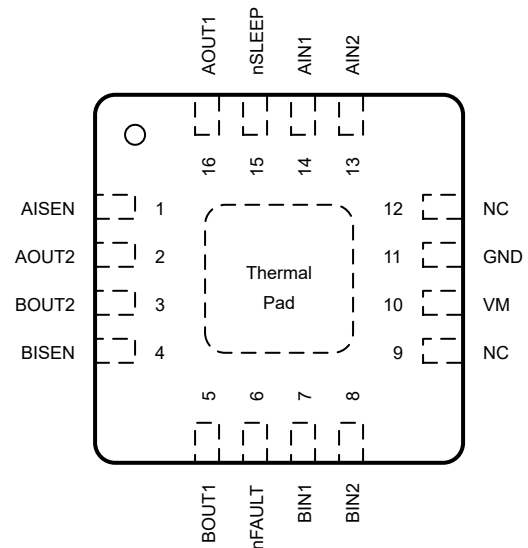 AOUT1
nSLEEP
AIN1
AIN2
16
15
14
13
AISEN 1
12 NC
AOUT2 2
11 GND
BOUT2 3
10 VM
BISEN 4
9 NC
Thermal
Pad
5
6
7
8
BOUT1
nFAULT
BIN1
BIN2